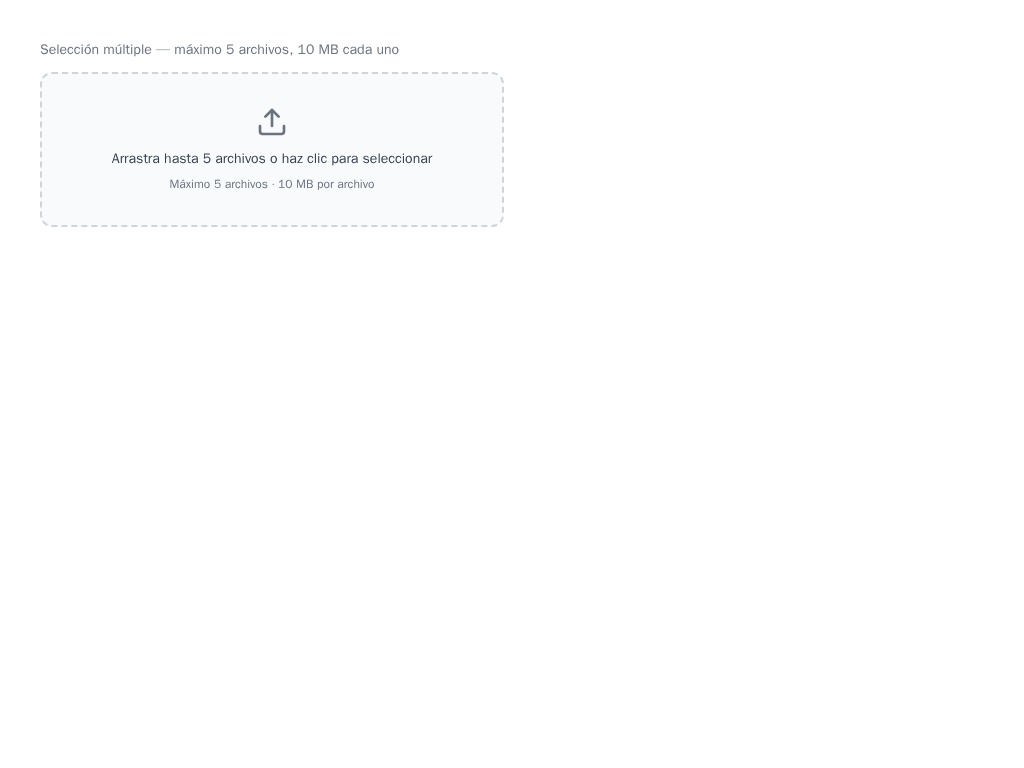 Selección múltiple — máximo 5 archivos, 10 MB cada uno
Arrastra hasta 5 archivos o haz clic para seleccionar
Máximo 5 archivos · 10 MB por archivo